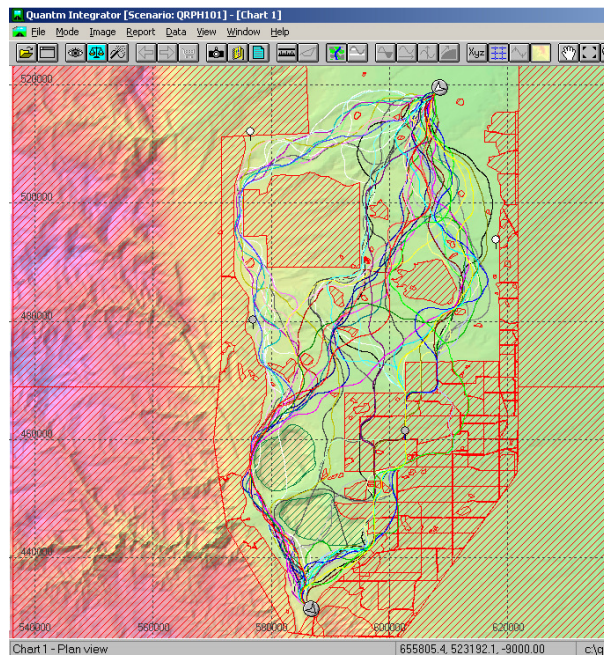 Quantm Integrator [Scenario: QRPH101] - [Chart 1]
File Mode Image Report Data View Window Help
Xyz
520000
500000
480000
440000
540000 560000 580000 600000 620000
Chart 1 - Plan view 655805.4, 523192.1, -9000.00 c:\q